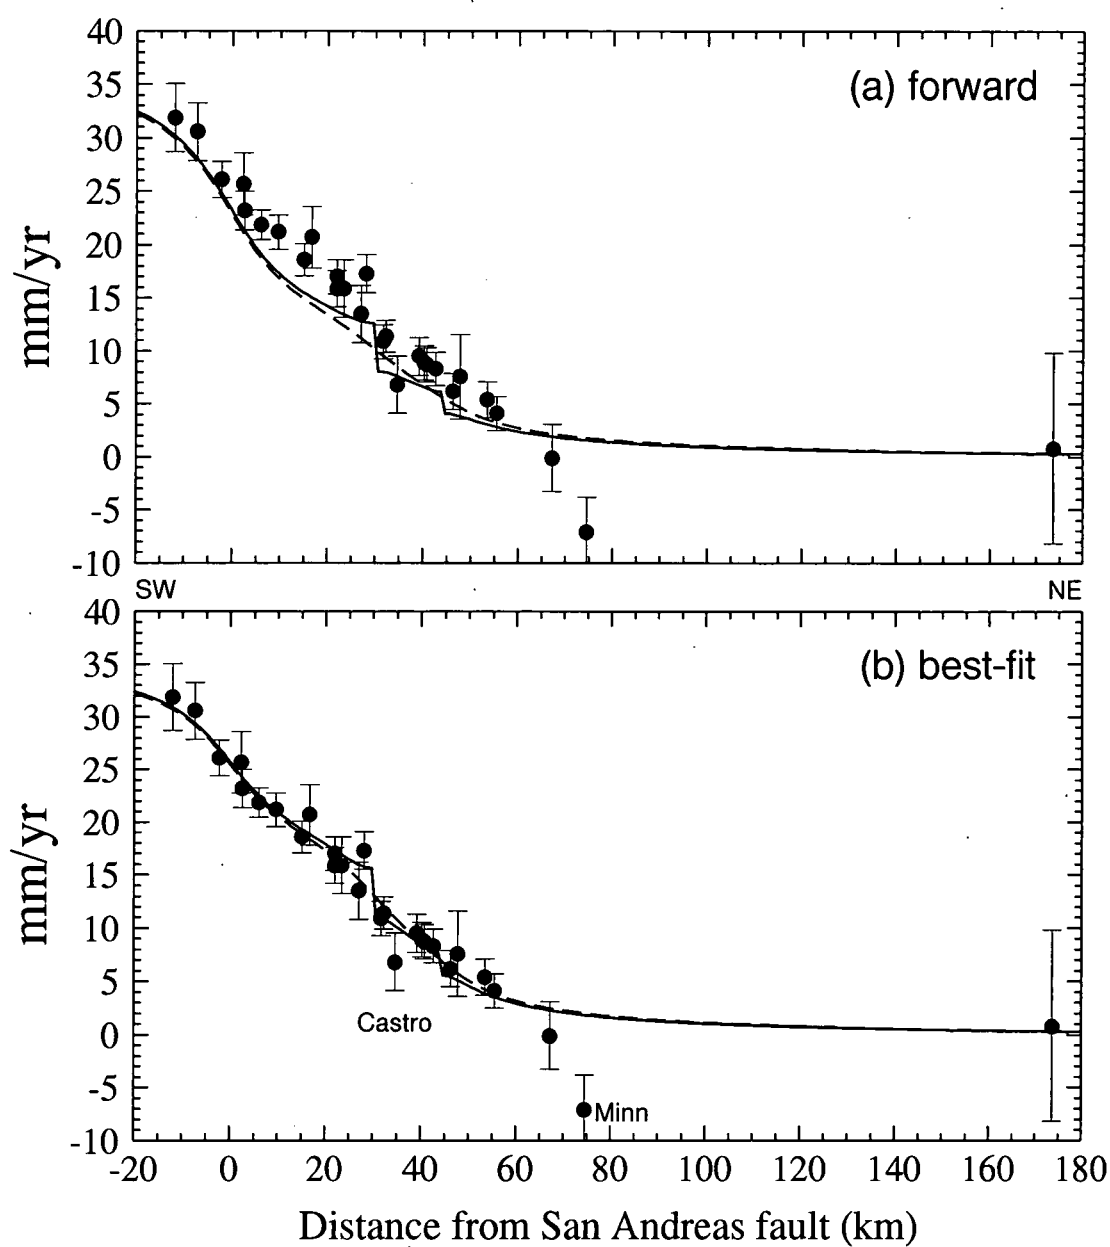 40
(a) forward
35
30
25
20
mm/yr
15
10
5
0
-5
-10
SW NE
40
(b) best-fit
35
30
25
20
mm/yr
15
10
5
Castro
0
-5
Minn
-10
-20 0 20 40 60 80 100 120 140 160 180
Distance from San Andreas fault (km)